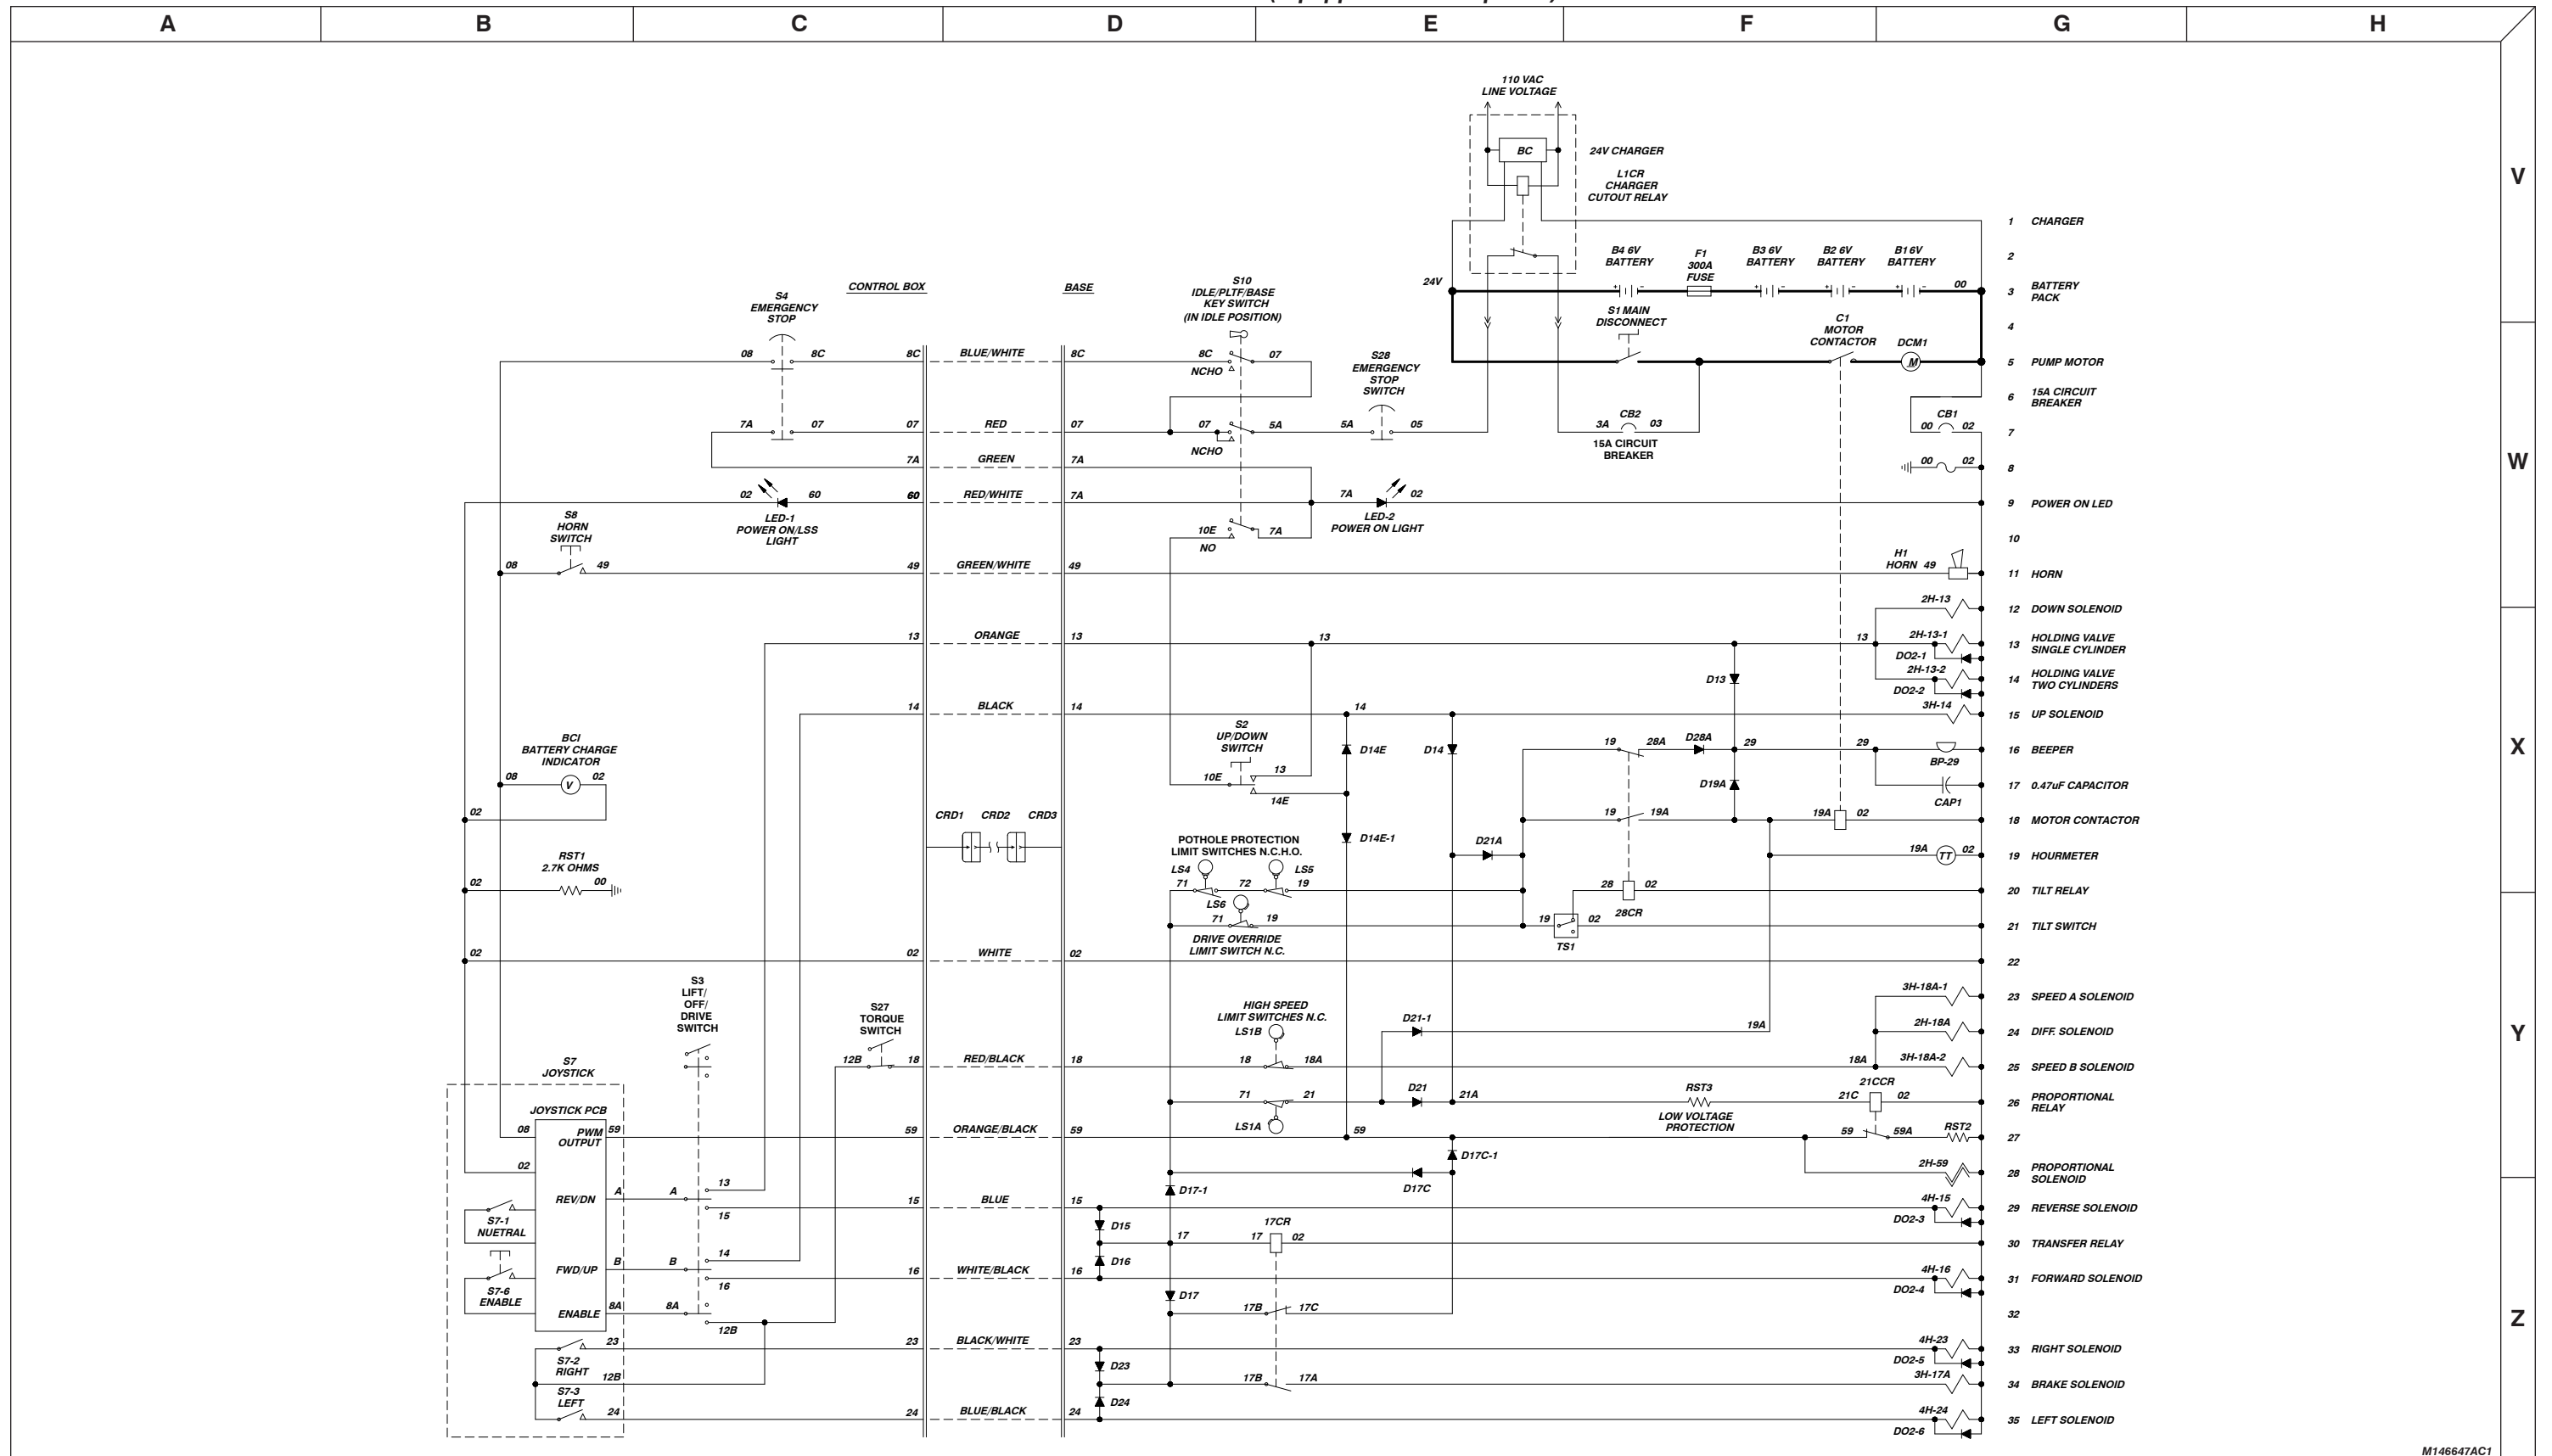 A B C D E F G H
110 VAC
LINE VOLTAGE
BC
24V CHARGER
L1CR
CHARGER
CUTOUT RELAY
V
1 CHARGER
B4 6V
BATTERY
F1
300A
FUSE
B3 6V
BATTERY
B2 6V
BATTERY
B1 6V
BATTERY
2
24V
00
3 BATTERY
PACK
S4
EMERGENCY
STOP
CONTROL BOX
BASE
S10
IDLE/PLTF/BASE
KEY SWITCH
(IN IDLE POSITION)
S1 MAIN
DISCONNECT
C1
MOTOR
CONTACTOR
4
08 8C 8C BLUE/WHITE 8C 8C 07
NCHO
S28
EMERGENCY
STOP
SWITCH
DCM1
M
5 PUMP MOTOR
6 15A CIRCUIT
BREAKER
7A 07 07 RED 07 07 5A 5A 05
NCHO
3A CB2 03
15A CIRCUIT
BREAKER
CB1
00 02
7
7A GREEN 7A
00 02
8
W
02 60 60 RED/WHITE 7A 7A 02
LED-1
POWER ON/LSS
LIGHT
LED-2
POWER ON LIGHT
9 POWER ON LED
S8
HORN
SWITCH
10E 7A
NO
10
08 49 49 GREEN/WHITE 49
H1
HORN 49
11 HORN
2H-13
12 DOWN SOLENOID
13 ORANGE 13 13 13
2H-13-1
DO2-1
13 HOLDING VALVE
SINGLE CYLINDER
D13
2H-13-2
DO2-2
14 HOLDING VALVE
TWO CYLINDERS
14 BLACK 14 14
3H-14
15 UP SOLENOID
BCI
BATTERY CHARGE
INDICATOR
08 V 02
02
S2
UP/DOWN
SWITCH
13
10E
14E
D14E D14
19 28A D28A 29 29
BP-29
16 BEEPER
X
D19A
CAP1
17 0.47uF CAPACITOR
CRD1 CRD2 CRD3
D14E-1
19 19A 19A 02
18 MOTOR CONTACTOR
RST1
2.7K OHMS
02 00
POTHOLE PROTECTION
LIMIT SWITCHES N.C.H.O.
LS4 LS5
71 72 19
D21A
19A TT 02
19 HOURMETER
28 02
28CR
20 TILT RELAY
LS6
71 19
DRIVE OVERRIDE
LIMIT SWITCH N.C.
19 02
TS1
21 TILT SWITCH
02 02 WHITE 02
22
S3
LIFT/
OFF/
DRIVE
SWITCH
S27
TORQUE
SWITCH
HIGH SPEED
LIMIT SWITCHES N.C.
LS1B
3H-18A-1
23 SPEED A SOLENOID
D21-1
19A
2H-18A
24 DIFF. SOLENOID
Y
12B 18 RED/BLACK 18 18 18A 18A
3H-18A-2
25 SPEED B SOLENOID
S7
JOYSTICK
71 21 D21 21A RST3
LOW VOLTAGE
PROTECTION
21CCR
21C 02
26 PROPORTIONAL
RELAY
LS1A
JOYSTICK PCB
08 PWM
OUTPUT
59 59 ORANGE/BLACK 59 59 59 59A RST2
27
02
D17C-1
D17C
2H-59
28 PROPORTIONAL
SOLENOID
REV/DN A A 13
15
D17-1
S7-1
NUETRAL
15 BLUE 15
4H-15
DO2-3
29 REVERSE SOLENOID
D15
17CR
17 17 02
30 TRANSFER RELAY
FWD/UP B B 14
16
D16
16 WHITE/BLACK 16
4H-16
DO2-4
31 FORWARD SOLENOID
S7-6
ENABLE
ENABLE 8A 8A
12B
D17
17B 17C
32
Z
23 23 BLACK/WHITE 23
S7-2
RIGHT
4H-23
DO2-5
33 RIGHT SOLENOID
D23
12B
17B 17A
3H-17A
34 BRAKE SOLENOID
S7-3
LEFT
D24
24 24 BLUE/BLACK 24
4H-24
DO2-6
35 LEFT SOLENOID
M146647AC1